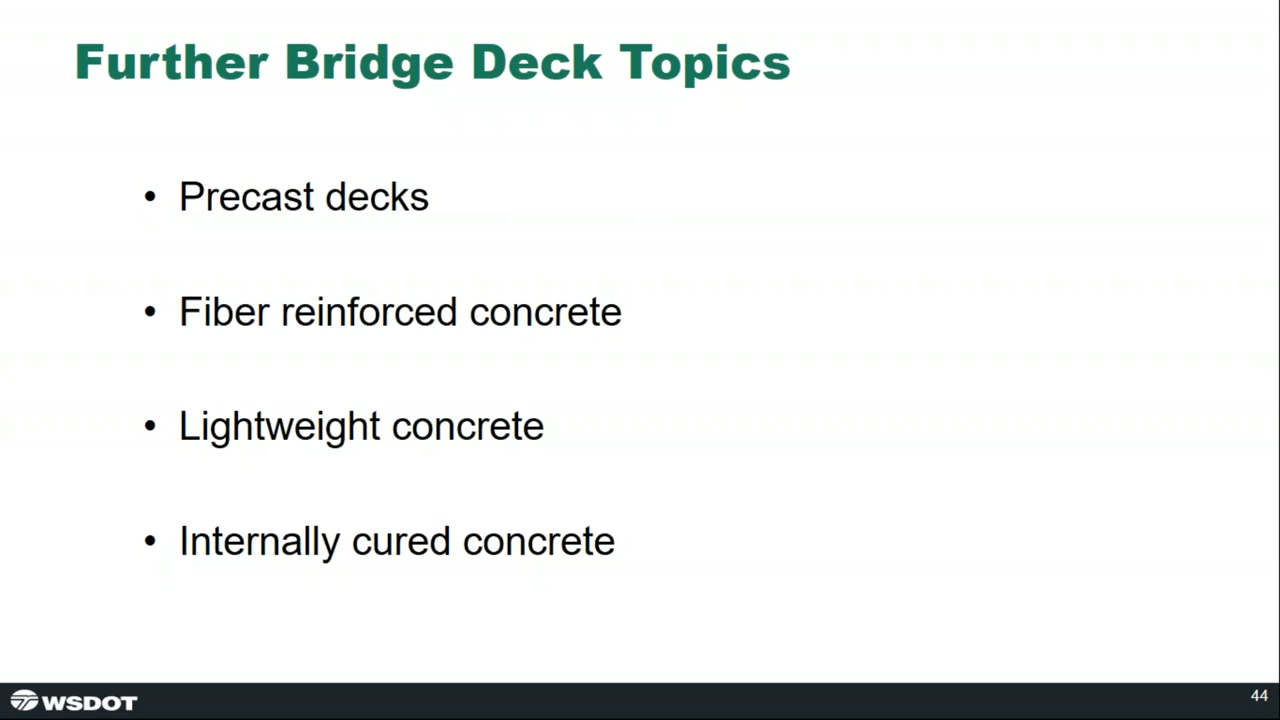 Further Bridge Deck Topics
• Precast decks
• Fiber reinforced concrete
• Lightweight concrete
• Internally cured concrete
WSDOT
44